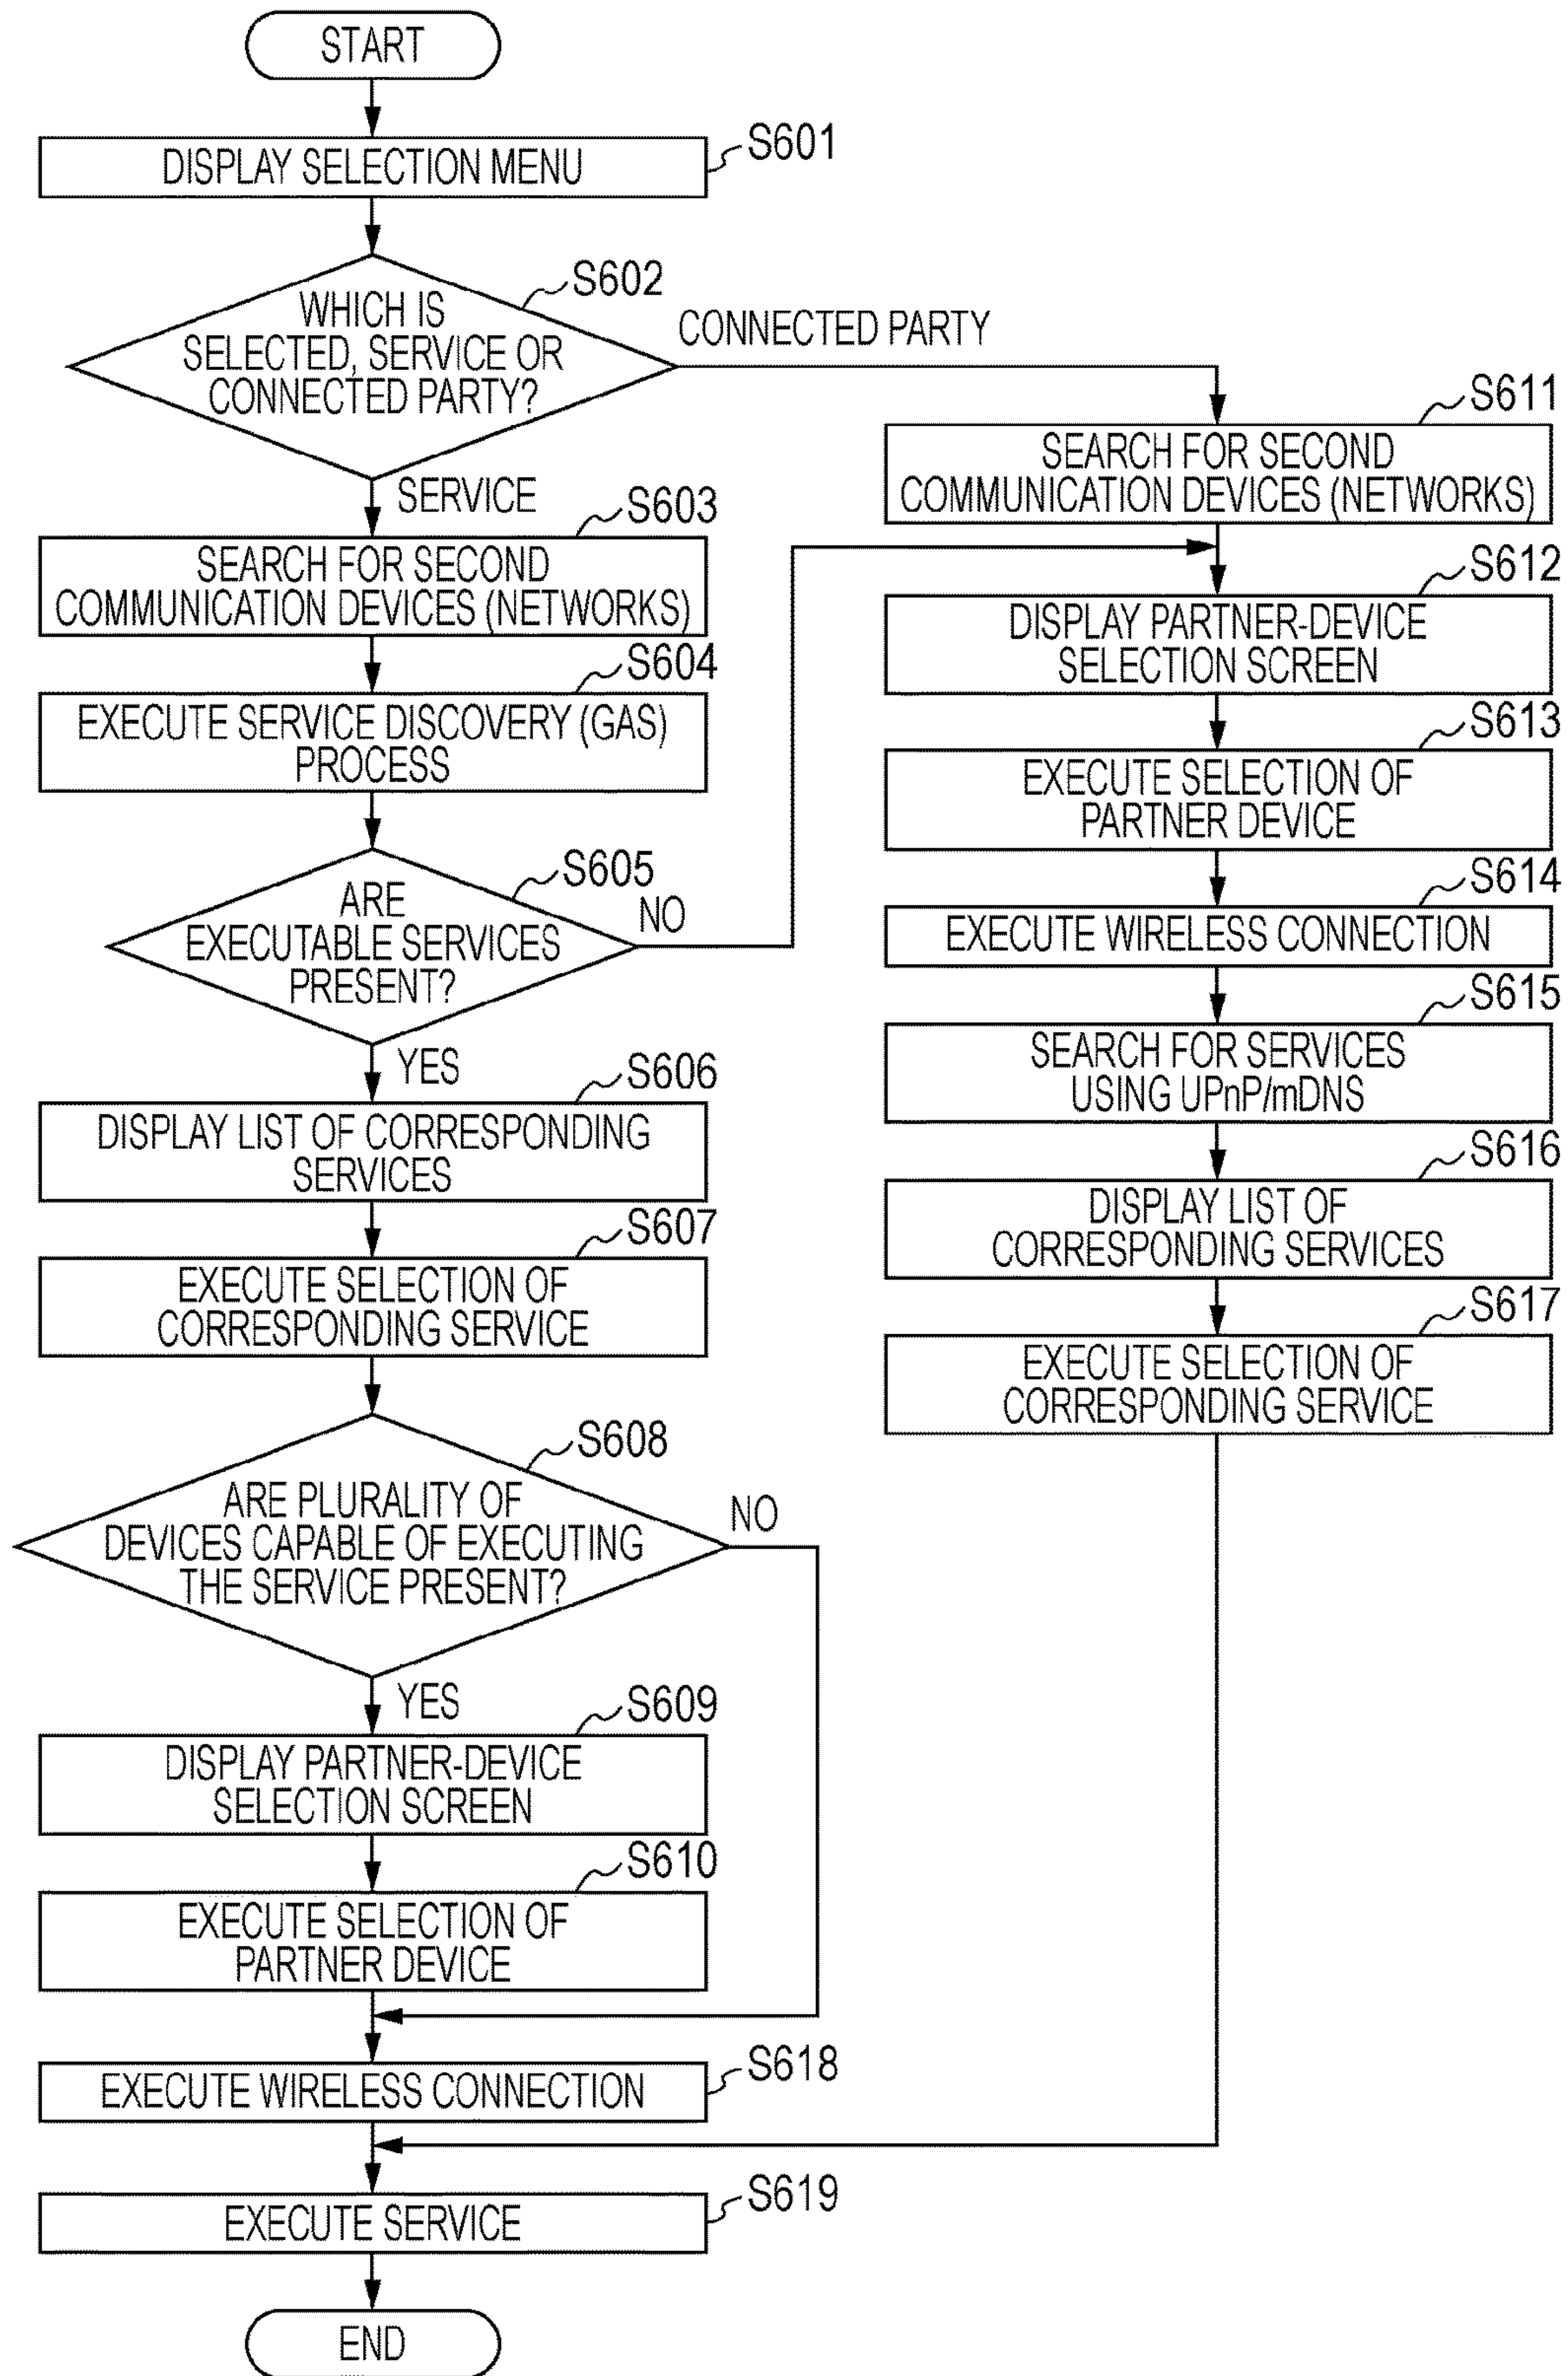 START
DISPLAY SELECTION MENU
S601
WHICH IS
SELECTED, SERVICE OR
CONNECTED PARTY?
S602
CONNECTED PARTY
SERVICE
S603
SEARCH FOR SECOND
COMMUNICATION DEVICES (NETWORKS)
S604
EXECUTE SERVICE DISCOVERY (GAS)
PROCESS
S605
ARE
EXECUTABLE SERVICES
PRESENT?
NO
YES
S606
DISPLAY LIST OF CORRESPONDING
SERVICES
S607
EXECUTE SELECTION OF
CORRESPONDING SERVICE
S608
ARE PLURALITY OF
DEVICES CAPABLE OF EXECUTING
THE SERVICE PRESENT?
NO
YES
S609
DISPLAY PARTNER-DEVICE
SELECTION SCREEN
S610
EXECUTE SELECTION OF
PARTNER DEVICE
S611
SEARCH FOR SECOND
COMMUNICATION DEVICES (NETWORKS)
S612
DISPLAY PARTNER-DEVICE
SELECTION SCREEN
S613
EXECUTE SELECTION OF
PARTNER DEVICE
S614
EXECUTE WIRELESS CONNECTION
S615
SEARCH FOR SERVICES
USING UPnP/mDNS
S616
DISPLAY LIST OF
CORRESPONDING SERVICES
S617
EXECUTE SELECTION OF
CORRESPONDING SERVICE
S618
EXECUTE WIRELESS CONNECTION
S619
EXECUTE SERVICE
END